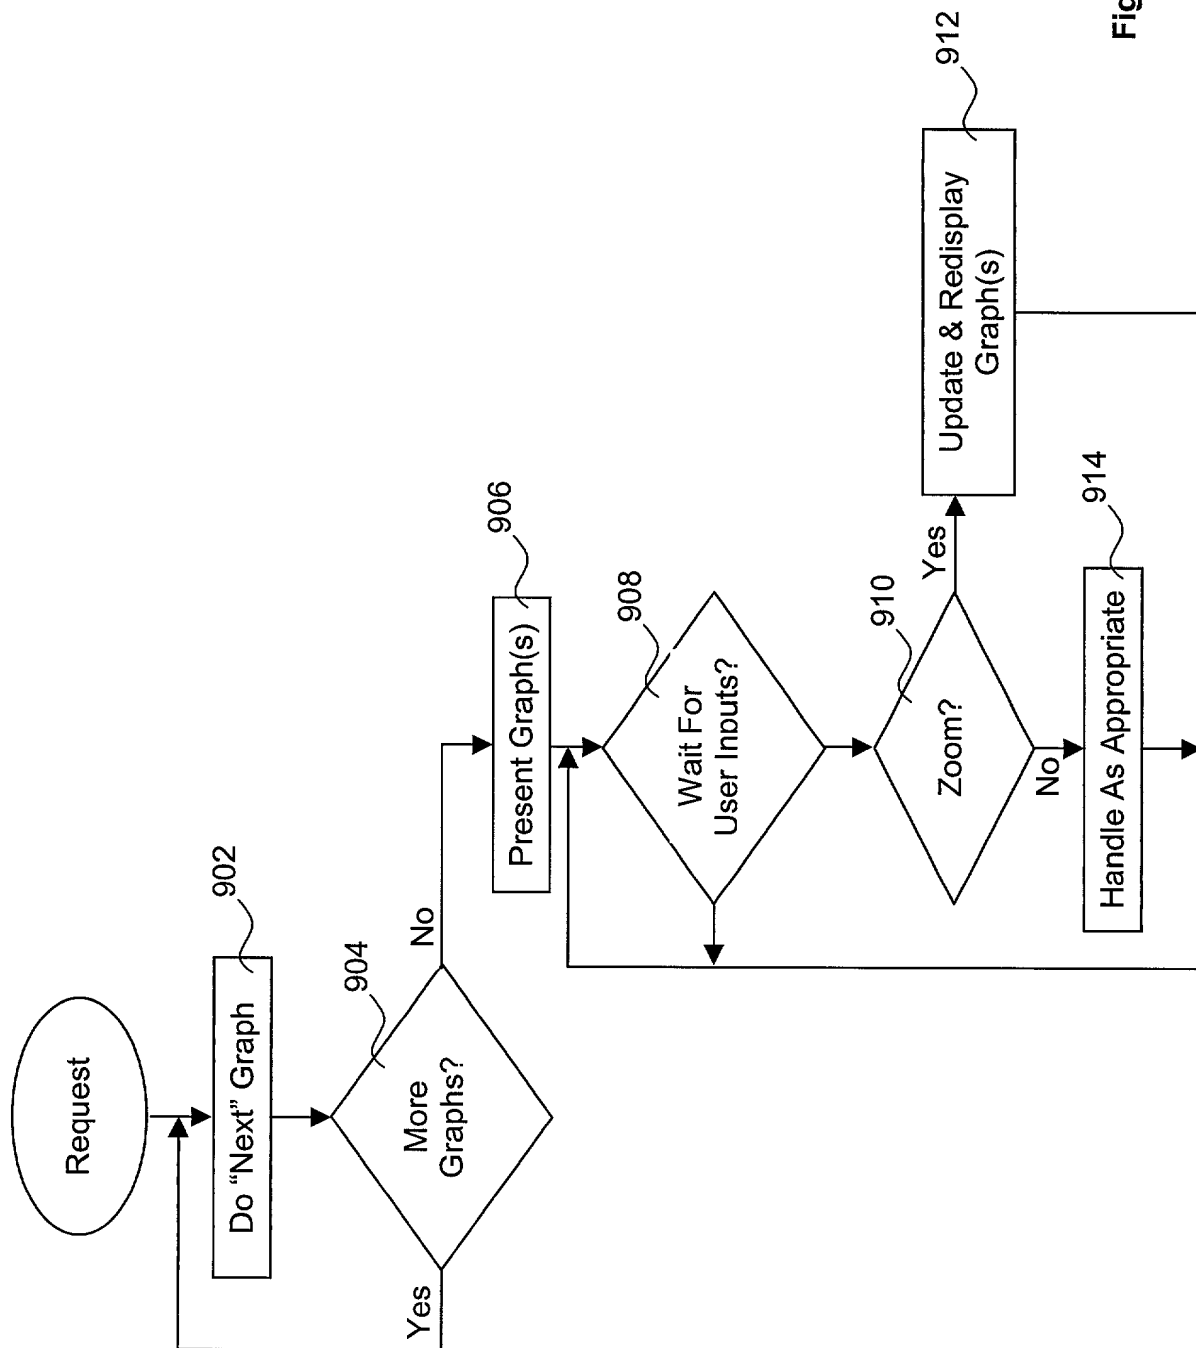 Request
902
Do “Next” Graph
904
More
Graphs?
Yes
No
906
Present Graph(s)
908
Wait For
User Inputs?
910
Zoom?
Yes
No
912
Update & Redisplay
Graph(s)
914
Handle As Appropriate
Fig